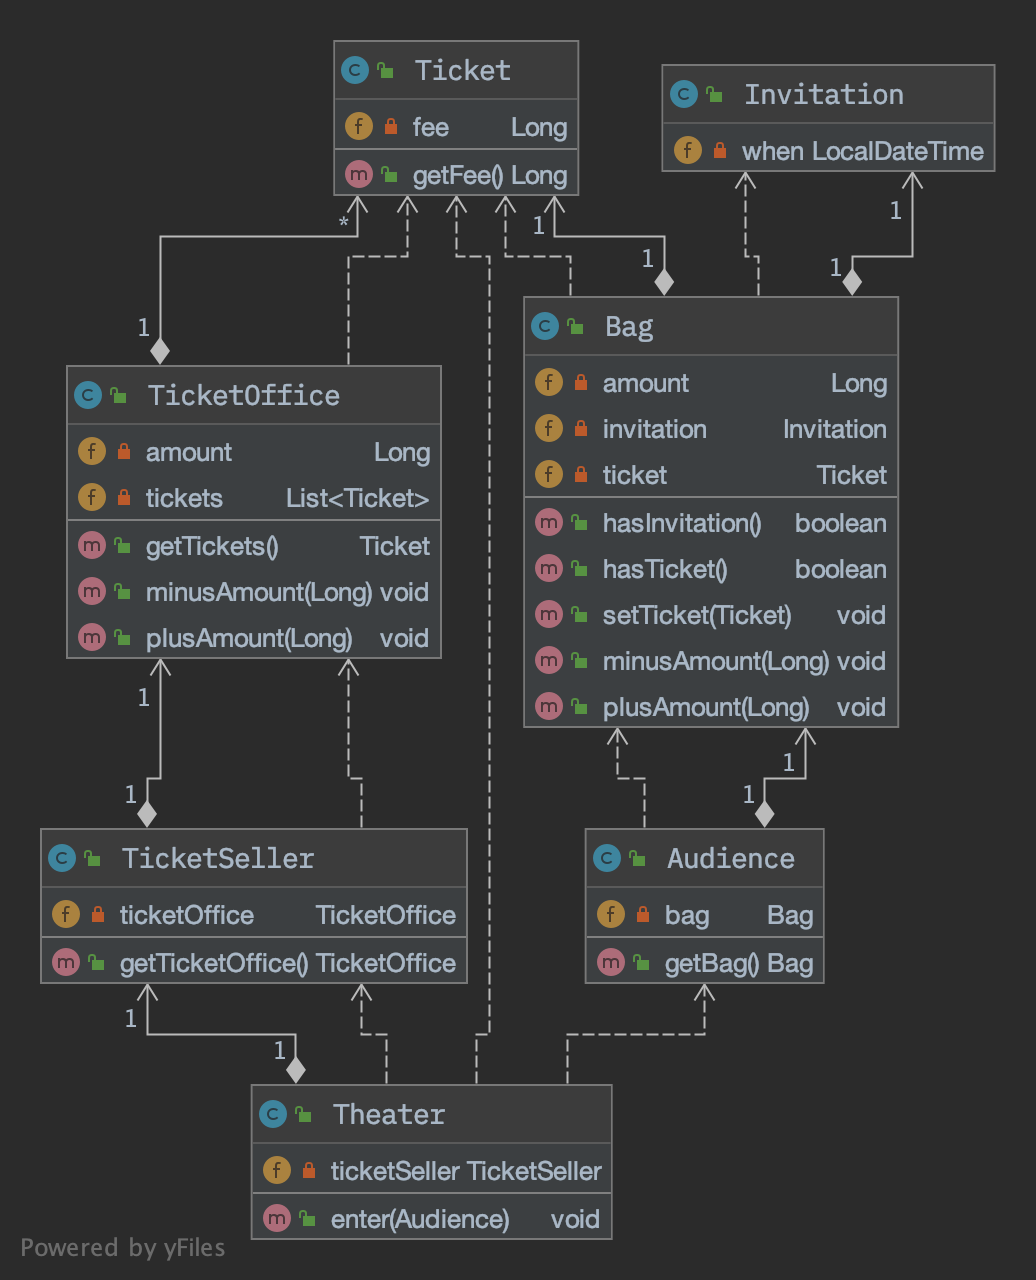 Ticket
fee Long
getFee() Long
Invitation
when LocalDateTime
*
1
1
1
1
1
Bag
amount Long
invitation Invitation
ticket Ticket
hasInvitation() boolean
hasTicket() boolean
setTicket(Ticket) void
minusAmount(Long) void
plusAmount(Long) void
TicketOffice
amount Long
tickets List<Ticket>
getTickets() Ticket
minusAmount(Long) void
plusAmount(Long) void
1
1
1
1
TicketSeller
ticketOffice TicketOffice
getTicketOffice() TicketOffice
Audience
bag Bag
getBag() Bag
1
1
Theater
ticketSeller TicketSeller
enter(Audience) void
Powered by yFiles